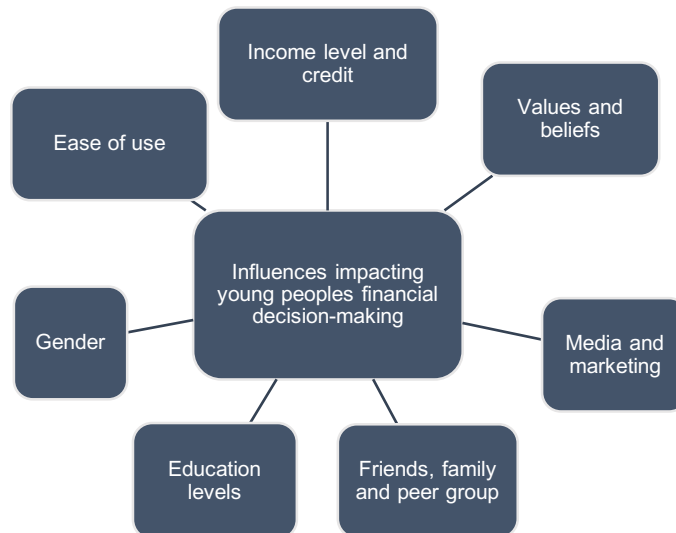 Income level and
credit
Values and
beliefs
Ease of use
Influences impacting
young peoples financial
decision-making
Gender
Media and
marketing
Education
levels
Friends, family
and peer group